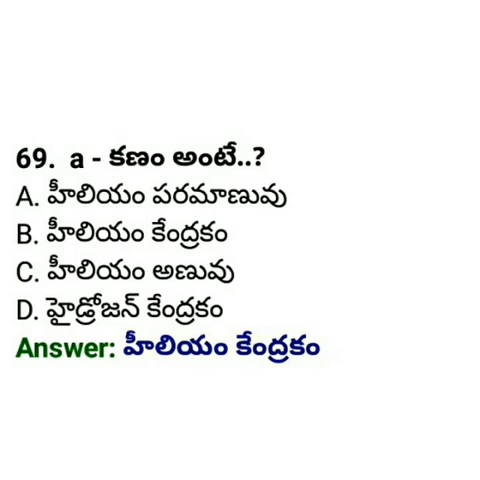 69. a - కణం అంటే..?
A. హీలియం పరమాణువు
B. హీలియం కేంద్రకం
C. హీలియం అణువు
D. హైడ్రోజన్ కేంద్రకం
Answer: హీలియం కేంద్రకం